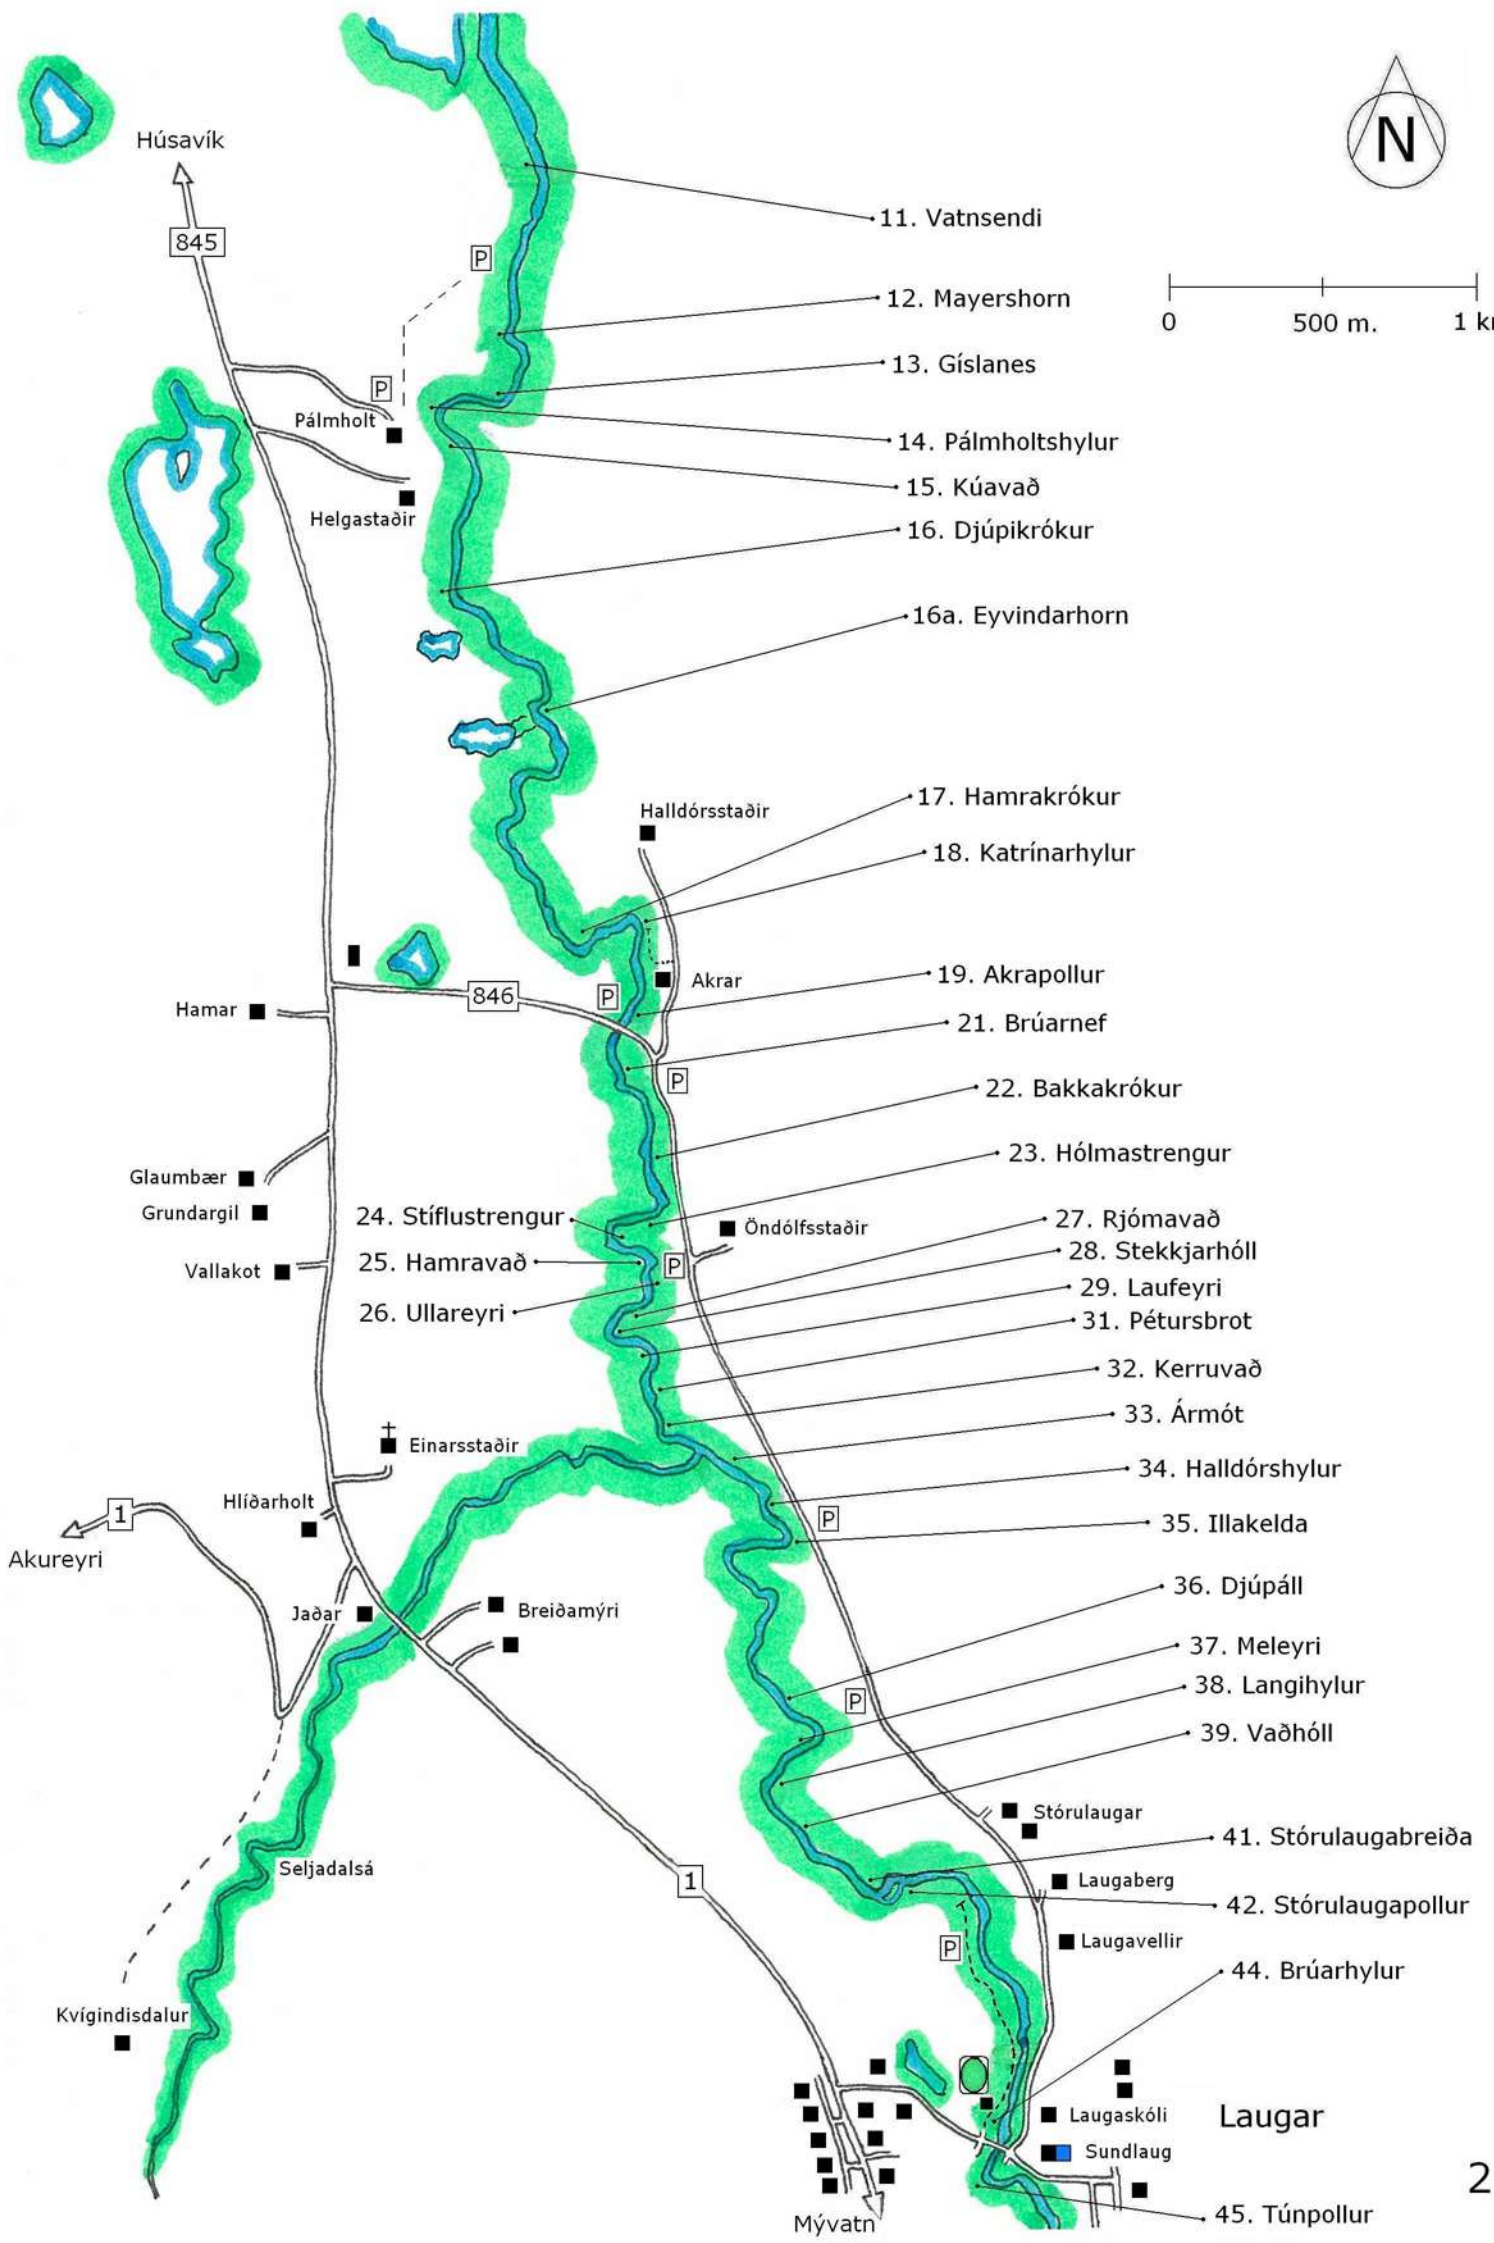 Húsavík
N
845
11. Vatnsendi
P
12. Mayershorn
0 500 m.
13. Gíslanes
P
Pálmholt
14. Pálmholtshylur
15. Kúavað
Helgastaðir
16. Djúpikrókur
16a. Eyvindarhorn
17. Hamrakrókur
Halldórsstaðir
18. Katrínarhylur
19. Akrapollur
Akrar
846
P
Hamar
21. Brúarnef
P
22. Bakkakrókur
23. Hólmastrengur
Glaumbær
Grundargil
24. Stíflustrengur
27. Rjómavað
Öndólfsstaðir
28. Stekkjarhóll
25. Hamravað
P
Vallakot
29. Laufeyri
26. Ullareyri
31. Pétursbrot
32. Kerruvað
33. Ármót
Einarsstaðir
34. Halldórshylur
Hlíðarholt
1
P
35. Illakelda
Akureyri
36. Djúpáll
Jaðar
Breiðamýri
37. Meleyri
38. Langihylur
P
39. Vaðhóll
Stórulaugar
41. Stórulaugabreiða
Seljadalsá
1
Laugaberg
42. Stórulaugapollur
Laugavellir
P
44. Brúarhylur
Kvígindisdalur
Laugaskóli
Laugar
Sundlaug
2
45. Túnpollur
Mývatn